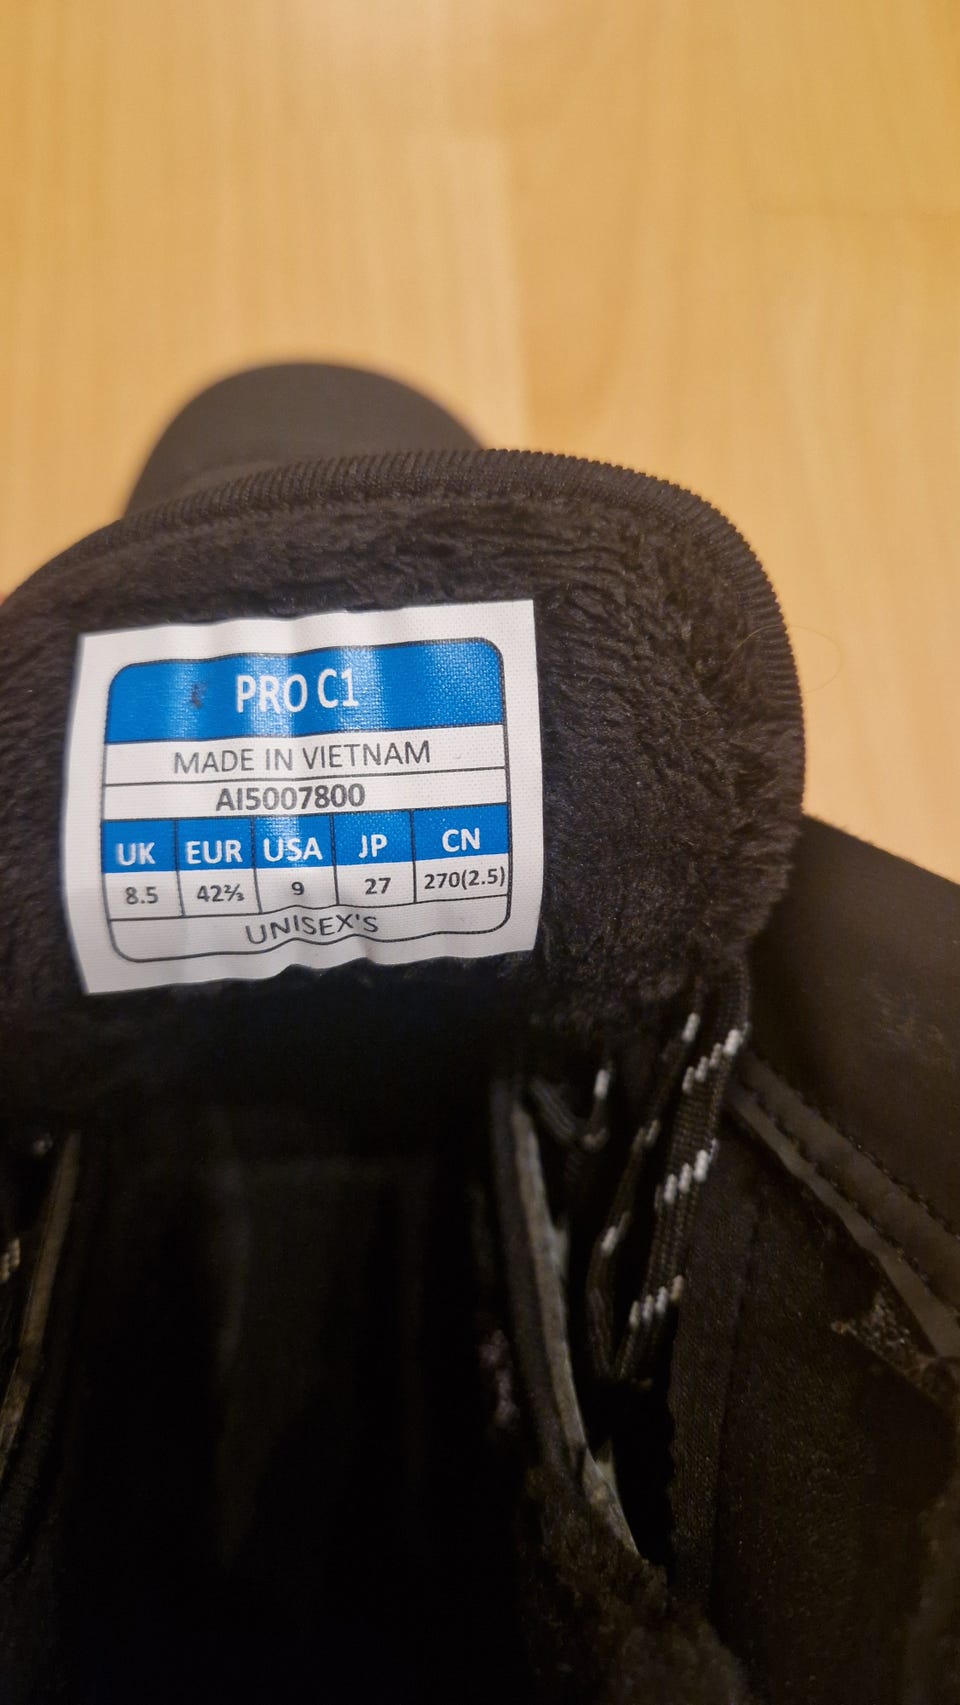 PRO C1
MADE IN VIETNAM
AI5007800
UK EUR USA JP CN
8.5 42⅔ 9 27 270(2.5)
UNISEX'S